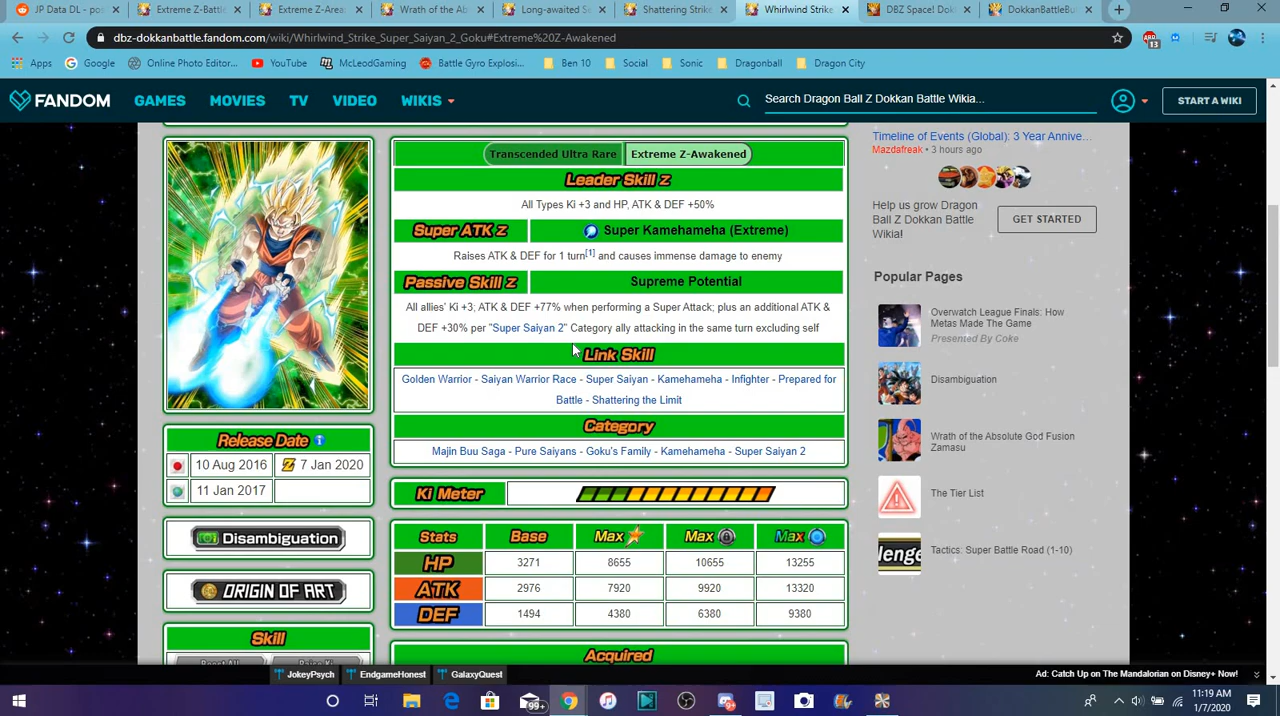 JP Data DL - pos
Extreme Z-Battle
Extreme Z-Area:
Wrath of the Ab
Long-awaited Se
Shattering Strike
Whirlwind Strike
DBZ Space! Dok
DokkanBattleBu
dbz-dokkanbattle.fandom.com/wiki/Whirlwind_Strike_Super_Saiyan_2_Goku#Extreme%20Z-Awakened
13
Apps Google Online Photo Editor... YouTube McLeodGaming Battle Gyro Explosi... Ben 10 Social Sonic Dragonball Dragon City
FANDOM GAMES MOVIES TV VIDEO WIKIS Search Dragon Ball Z Dokkan Battle Wikia... START A WIKI
Transcended Ultra Rare Extreme Z-Awakened
Leader Skill Z
All Types Ki +3 and HP, ATK & DEF +50%
Super ATK Z Super Kamehameha (Extreme)
Raises ATK & DEF for 1 turn[1] and causes immense damage to enemy
Passive Skill Z Supreme Potential
All allies' Ki +3; ATK & DEF +77% when performing a Super Attack; plus an additional ATK &
DEF +30% per "Super Saiyan 2" Category ally attacking in the same turn excluding self
Link Skill
Golden Warrior - Saiyan Warrior Race - Super Saiyan - Kamehameha - Infighter - Prepared for
Battle - Shattering the Limit
Category
Majin Buu Saga - Pure Saiyans - Goku's Family - Kamehameha - Super Saiyan 2
Ki Meter
Stats Base Max Max Max
HP 3271 8655 10655 13255
ATK 2976 7920 9920 13320
DEF 1494 4380 6380 9380
Acquired
Release Date
10 Aug 2016 Z 7 Jan 2020
11 Jan 2017
Disambiguation
ORIGIN OF ART
Skill
Timeline of Events (Global): 3 Year Annive...
Mazdafreak • 3 hours ago
Help us grow Dragon
Ball Z Dokkan Battle
Wikia!
GET STARTED
Popular Pages
Overwatch League Finals: How
Metas Made The Game
Presented By Coke
Disambiguation
Wrath of the Absolute God Fusion
Zamasu
The Tier List
Tactics: Super Battle Road (1-10)
JokeyPsych EndgameHonest GalaxyQuest
Ad: Catch Up on The Mandalorian on Disney+ Now!
99+
11:19 AM
1/7/2020